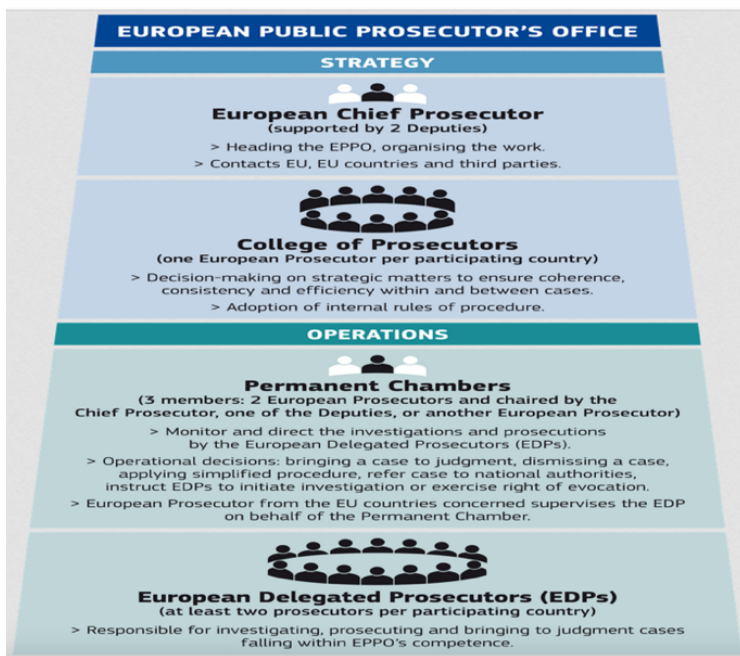 EUROPEAN PUBLIC PROSECUTOR'S OFFICE
STRATEGY
European Chief Prosecutor
(supported by 2 Deputies)
> Heading the EPPO, organising the work.
> Contacts EU, EU countries and third parties.
College of Prosecutors
(one European Prosecutor per participating country)
> Decision-making on strategic matters to ensure coherence,
consistency and efficiency within and between cases.
> Adoption of internal rules of procedure.
OPERATIONS
Permanent Chambers
(3 members: 2 European Prosecutors and chaired by the
Chief Prosecutor, one of the Deputies, or another European Prosecutor)
> Monitor and direct the investigations and prosecutions
by the European Delegated Prosecutors (EDPs).
> Operational decisions: bringing a case to judgment, dismissing a case,
applying simplified procedure, refer case to national authorities,
instruct EDPs to initiate investigation or exercise right of evocation.
> European Prosecutor from the EU countries concerned supervises the EDP
on behalf of the Permanent Chamber.
European Delegated Prosecutors (EDPs)
(at least two prosecutors per participating country)
> Responsible for investigating, prosecuting and bringing to judgment cases
falling within EPPO's competence.